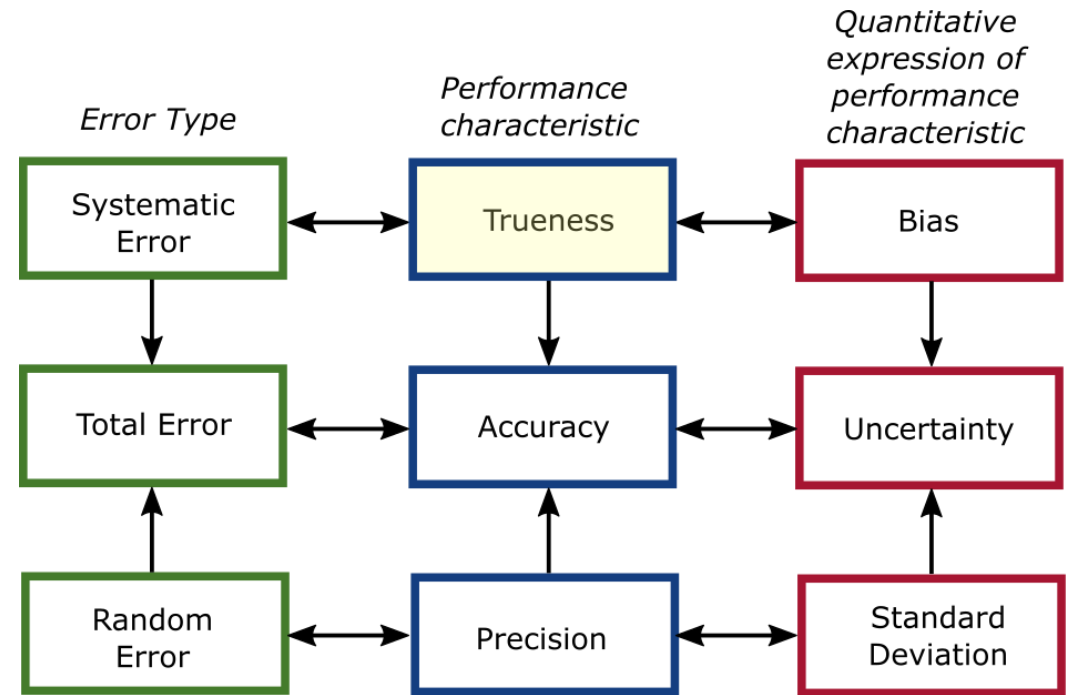 Error Type
Performance
characteristic
Quantitative
expression of
performance
characteristic
Systematic
Error
Trueness
Bias
Total Error
Accuracy
Uncertainty
Random
Error
Precision
Standard
Deviation